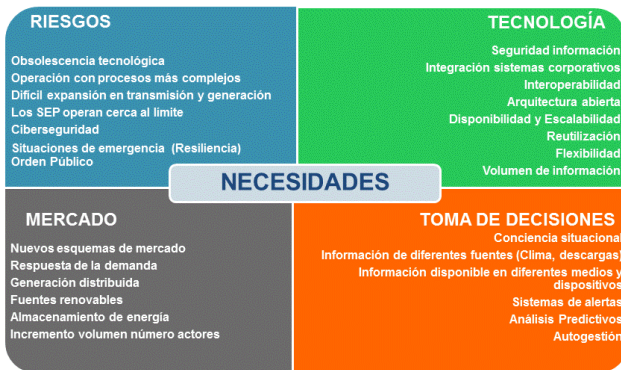 RIESGOS
Obsolescencia tecnológica
Operación con procesos más complejos
Difícil expansión en transmisión y generación
Los SEP operan cerca al límite
Ciberseguridad
Situaciones de emergencia (Resiliencia)
Orden Público
TECNOLOGÍA
Seguridad información
Integración sistemas corporativos
Interoperabilidad
Arquitectura abierta
Disponibilidad y Escalabilidad
Reutilización
Flexibilidad
Volumen de información
NECESIDADES
MERCADO
Nuevos esquemas de mercado
Respuesta de la demanda
Generación distribuida
Fuentes renovables
Almacenamiento de energía
Incremento volumen número actores
TOMA DE DECISIONES
Conciencia situacional
Información de diferentes fuentes (Clima, descargas)
Información disponible en diferentes medios y
dispositivos
Sistemas de alertas
Análisis Predictivos
Autogestión